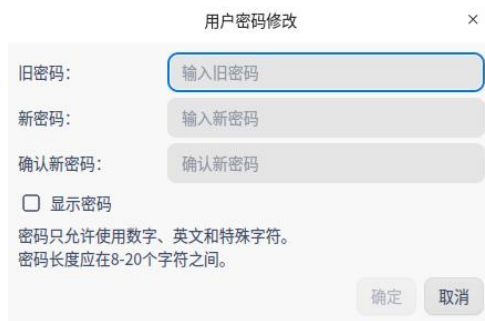 用户密码修改
旧密码： 输入旧密码
新密码： 输入新密码
确认新密码： 确认新密码
显示密码
密码只允许使用数字、英文和特殊字符。
密码长度应在8-20个字符之间。
确定 取消